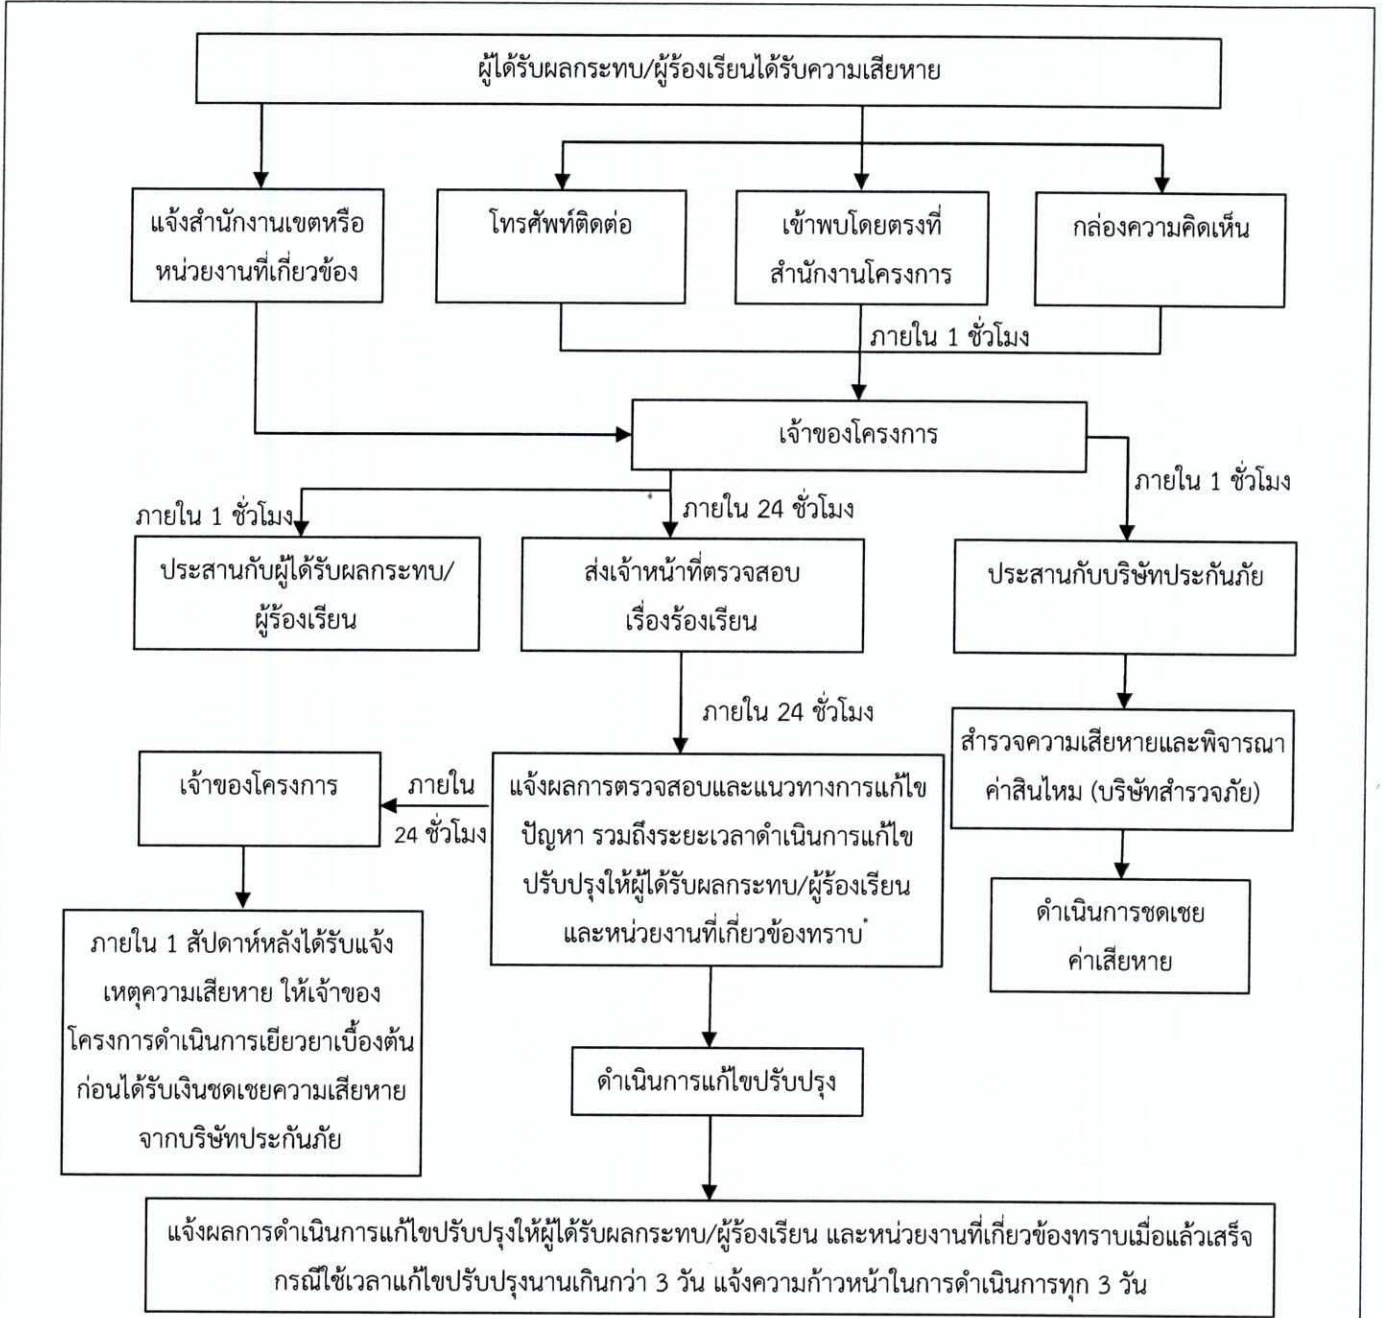 ผู้ได้รับผลกระทบ/ผู้ร้องเรียนได้รับความเสียหาย
แจ้งสำนักงานเขตหรือ
หน่วยงานที่เกี่ยวข้อง
โทรศัพท์ติดต่อ
เข้าพบโดยตรงที่
สำนักงานโครงการ
กล่องความคิดเห็น
ภายใน 1 ชั่วโมง
เจ้าของโครงการ
ภายใน 1 ชั่วโมง
ภายใน 24 ชั่วโมง
ภายใน 1 ชั่วโมง
ประสานกับผู้ได้รับผลกระทบ/
ผู้ร้องเรียน
ส่งเจ้าหน้าที่ตรวจสอบ
เรื่องร้องเรียน
ประสานกับบริษัทประกันภัย
ภายใน 24 ชั่วโมง
สำรวจความเสียหายและพิจารณา
ค่าสินไหม (บริษัทสำรวจภัย)
เจ้าของโครงการ
ภายใน
24 ชั่วโมง
แจ้งผลการตรวจสอบและแนวทางการแก้ไข
ปัญหา รวมถึงระยะเวลาดำเนินการแก้ไข
ปรับปรุงให้ผู้ได้รับผลกระทบ/ผู้ร้องเรียน
และหน่วยงานที่เกี่ยวข้องทราบ
ดำเนินการชดเชย
ค่าเสียหาย
ภายใน 1 สัปดาห์หลังได้รับแจ้ง
เหตุความเสียหาย ให้เจ้าของ
โครงการดำเนินการเยียวยาเบื้องต้น
ก่อนได้รับเงินชดเชยความเสียหาย
จากบริษัทประกันภัย
ดำเนินการแก้ไขปรับปรุง
แจ้งผลการดำเนินการแก้ไขปรับปรุงให้ผู้ได้รับผลกระทบ/ผู้ร้องเรียน และหน่วยงานที่เกี่ยวข้องทราบเมื่อแล้วเสร็จ
กรณีใช้เวลาแก้ไขปรับปรุงนานเกินกว่า 3 วัน แจ้งความก้าวหน้าในการดำเนินการทุก 3 วัน